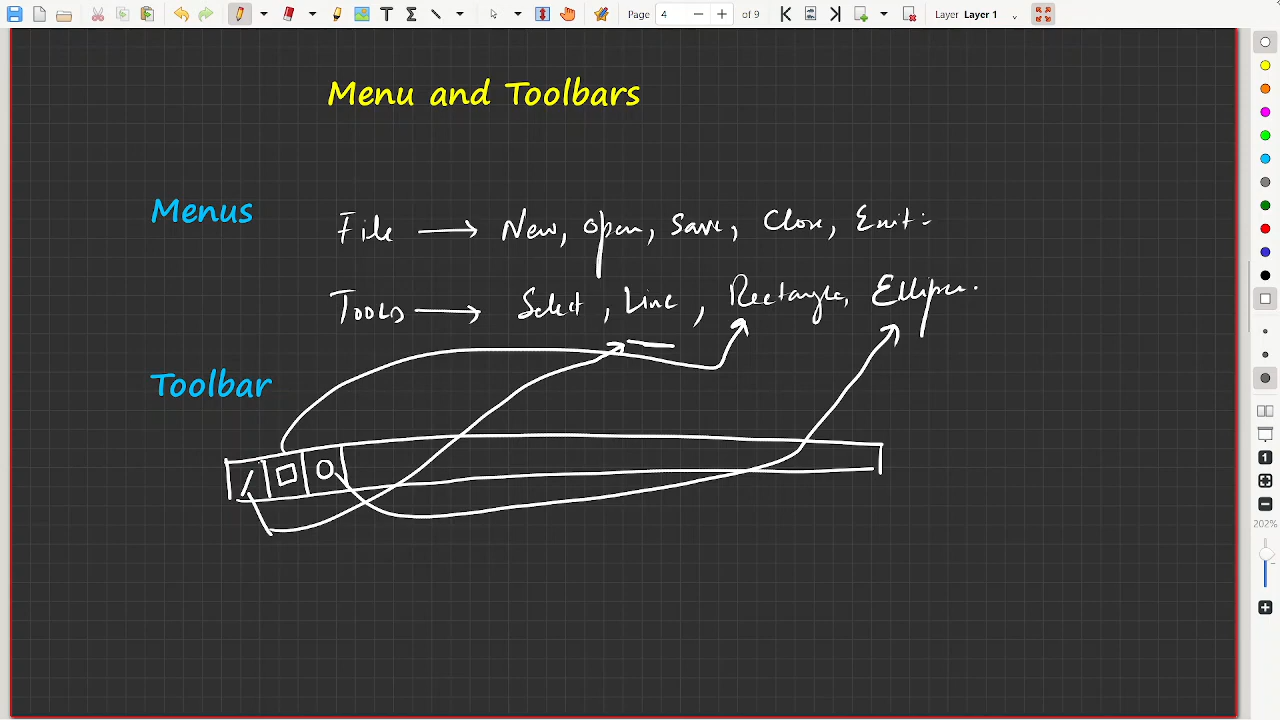 Page 4 of 9 Layer Layer 1
Menu and Toolbars
Menus
File → New, Open, Save, Close, Exit
Tools → Select, Line, Rectangle, Ellipse.
Toolbar
1
202%